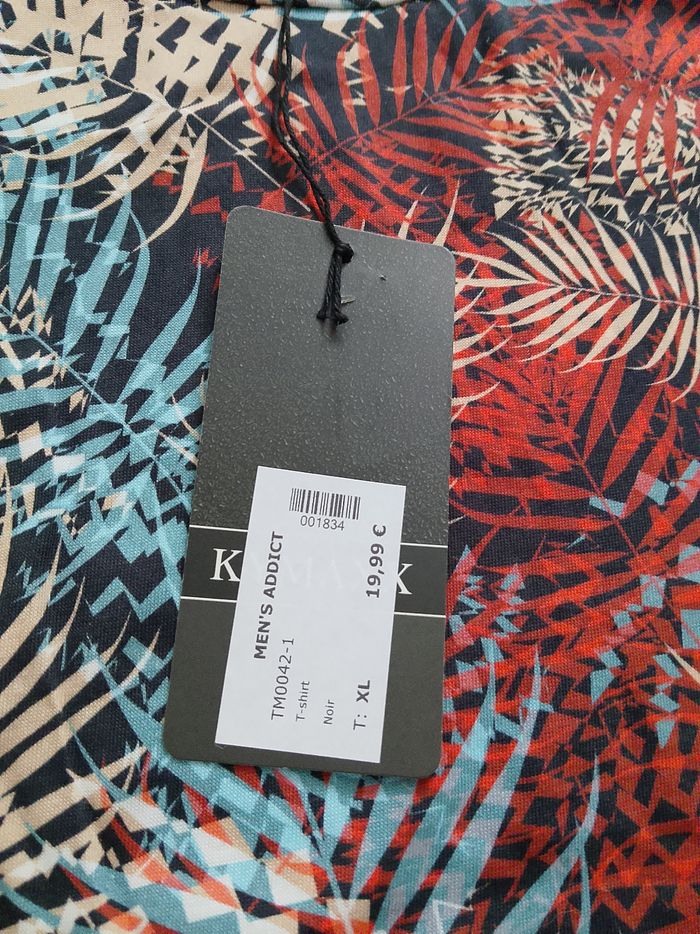 001834
MEN'S ADDICT
19,99 €
TM0042-1
T-shirt
Noir
T: XL